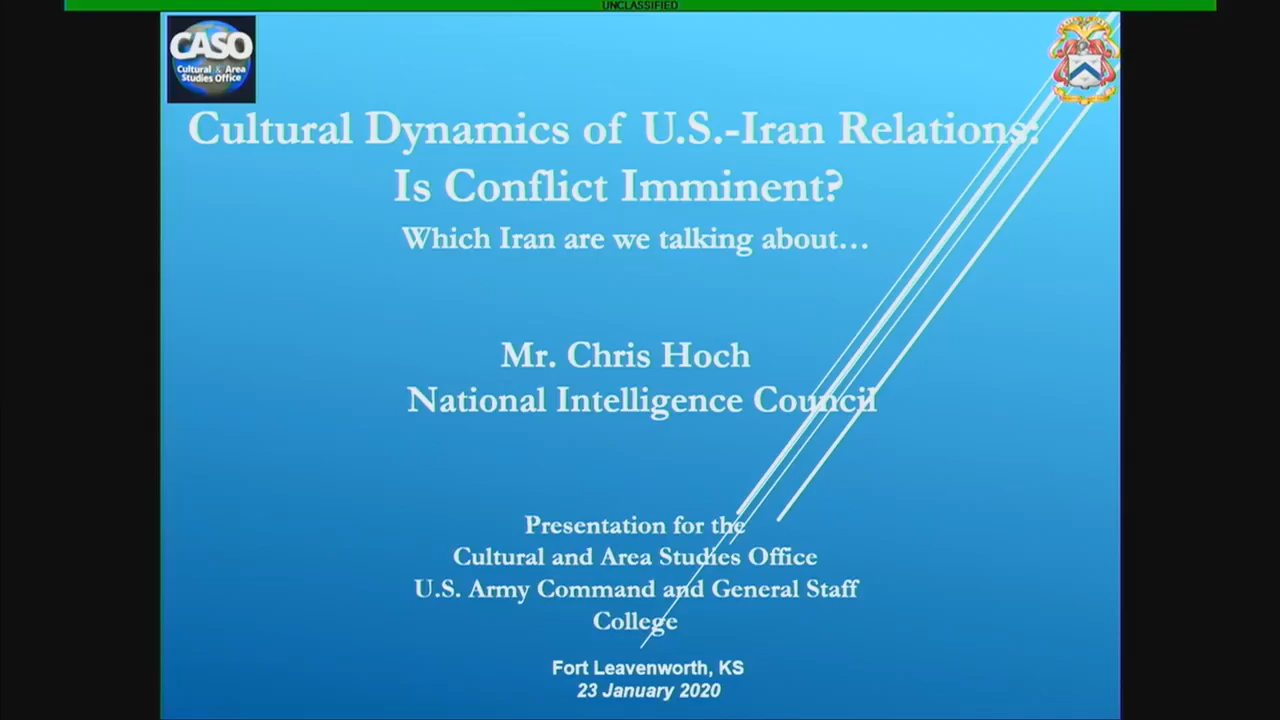 UNCLASSIFIED
CASO
Cultural & Area
Studies Office
Cultural Dynamics of U.S.-Iran Relations:
Is Conflict Imminent?
Which Iran are we talking about…
Mr. Chris Hoch
National Intelligence Council
Presentation for the
Cultural and Area Studies Office
U.S. Army Command and General Staff
College
Fort Leavenworth, KS
23 January 2020